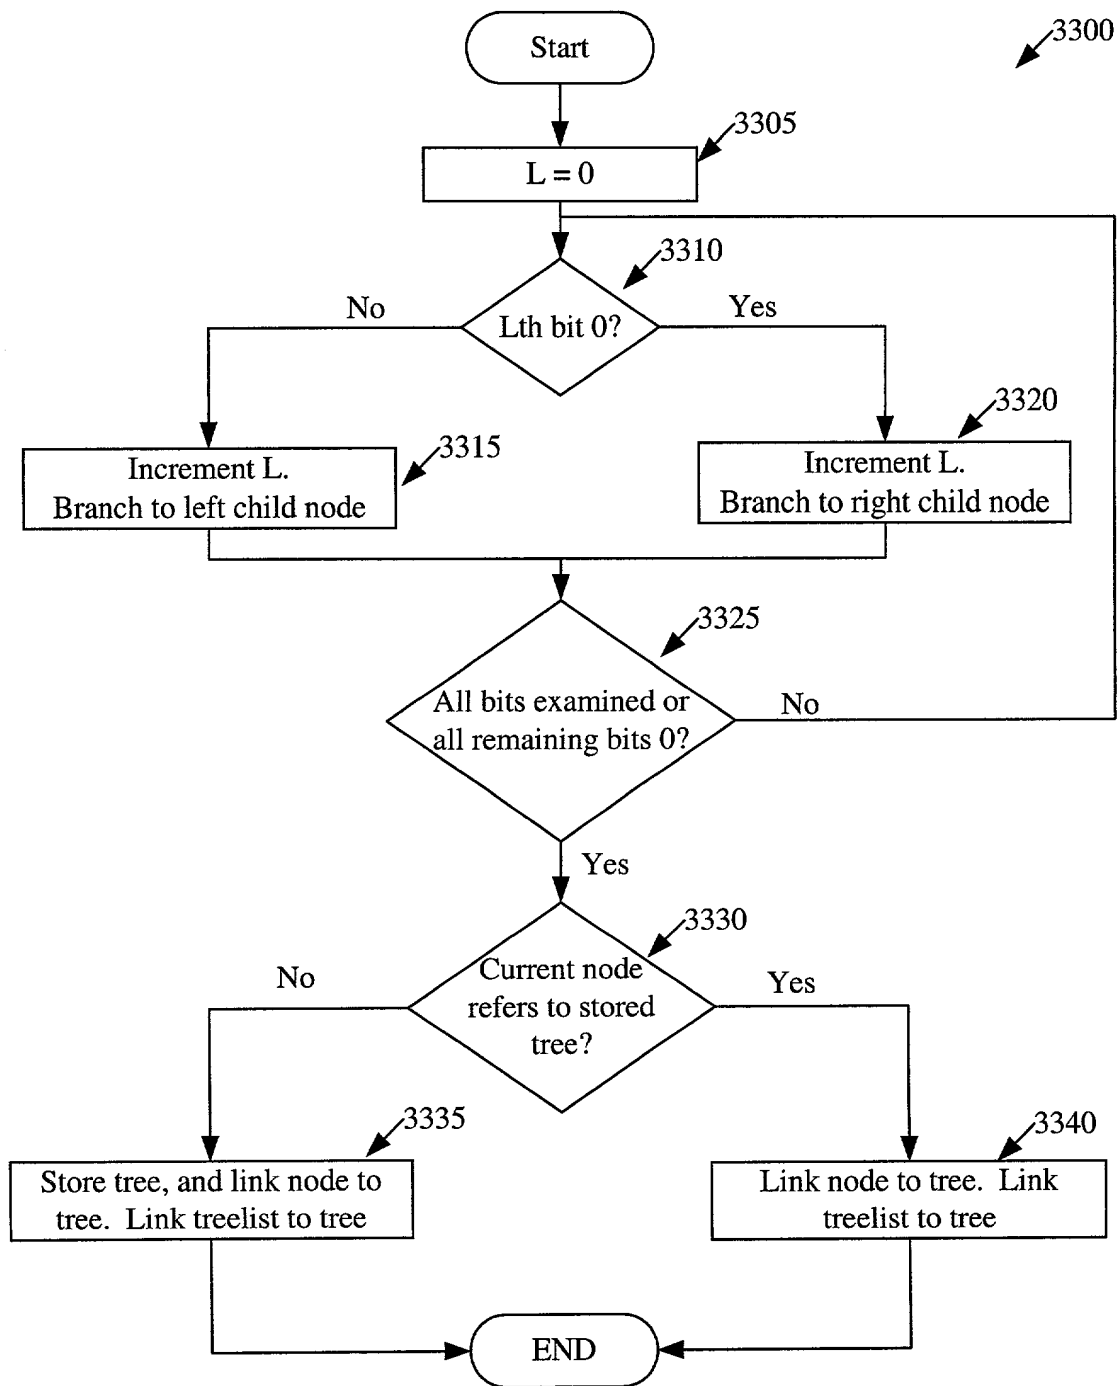 Start
3300
3305
L = 0
3310
No
Yes
Lth bit 0?
3315
3320
Increment L.
Branch to left child node
Increment L.
Branch to right child node
3325
All bits examined or
all remaining bits 0?
No
Yes
3330
No
Yes
Current node
refers to stored
tree?
3335
3340
Store tree, and link node to
tree. Link treelist to tree
Link node to tree. Link
treelist to tree
END